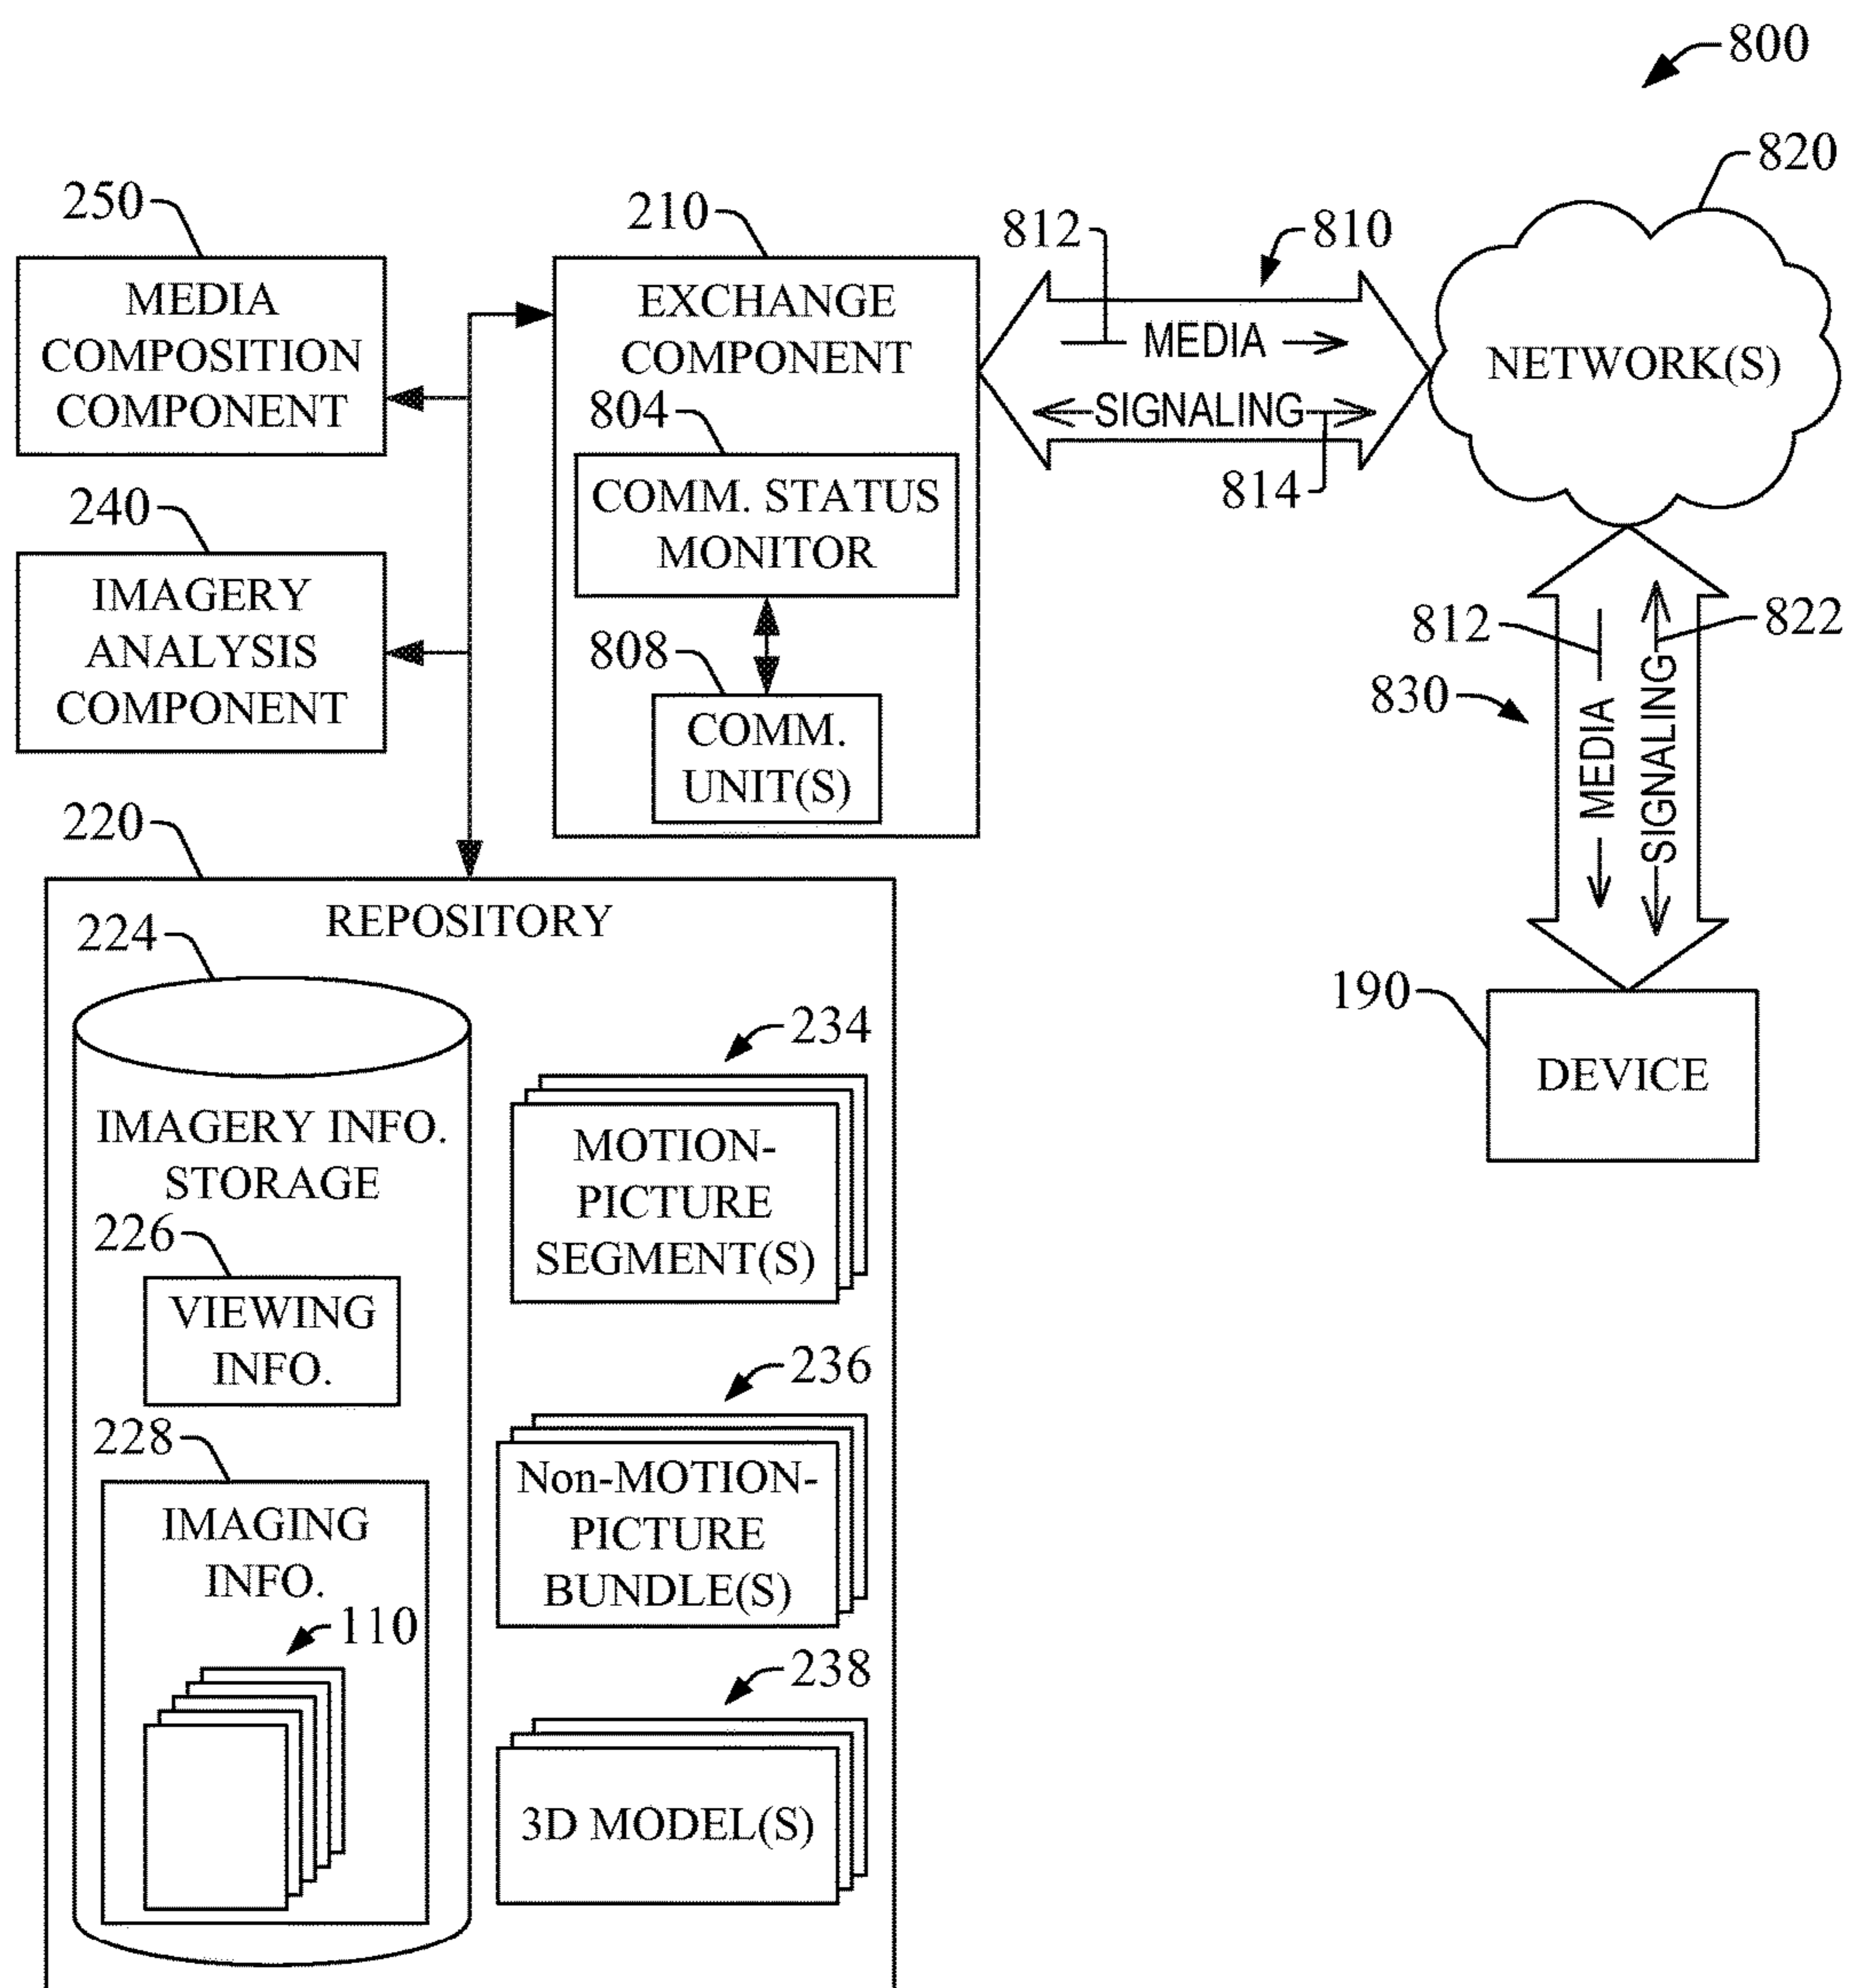 800
820
250
210
812
810
MEDIA
COMPOSITION
COMPONENT
EXCHANGE
COMPONENT
MEDIA
SIGNALING
NETWORK(S)
804
814
240
COMM. STATUS
MONITOR
IMAGERY
ANALYSIS
COMPONENT
808
COMM.
UNIT(S)
812
822
830
MEDIA
SIGNALING
220
REPOSITORY
224
190
DEVICE
234
IMAGERY INFO.
STORAGE
MOTION-
PICTURE
SEGMENT(S)
226
VIEWING
INFO.
236
228
Non-MOTION-
PICTURE
BUNDLE(S)
IMAGING
INFO.
110
238
3D MODEL(S)